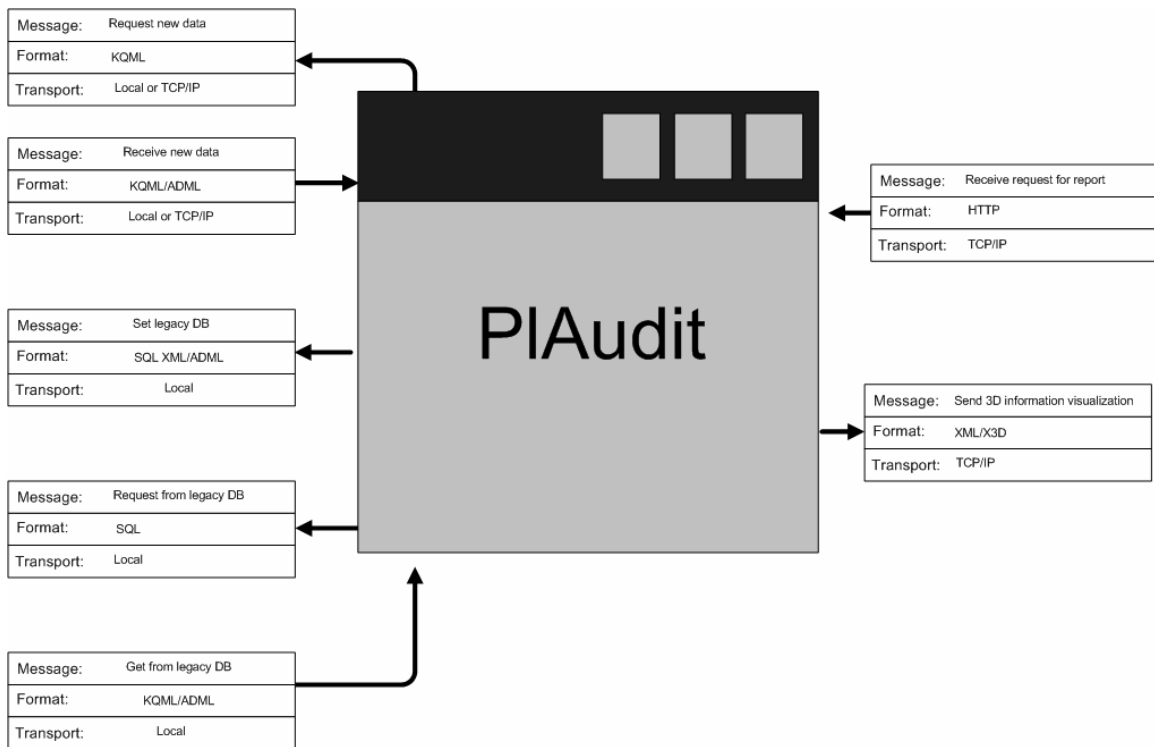 Message: Request new data
Format: KQML
Transport: Local or TCP/IP
Message: Receive new data
Format: KQML/ADML
Transport: Local or TCP/IP
Message: Set legacy DB
Format: SQL XML/ADML
Transport: Local
Message: Request from legacy DB
Format: SQL
Transport: Local
Message: Get from legacy DB
Format: KQML/ADML
Transport: Local
PIAudit
Message: Receive request for report
Format: HTTP
Transport: TCP/IP
Message: Send 3D information visualization
Format: XML/X3D
Transport: TCP/IP